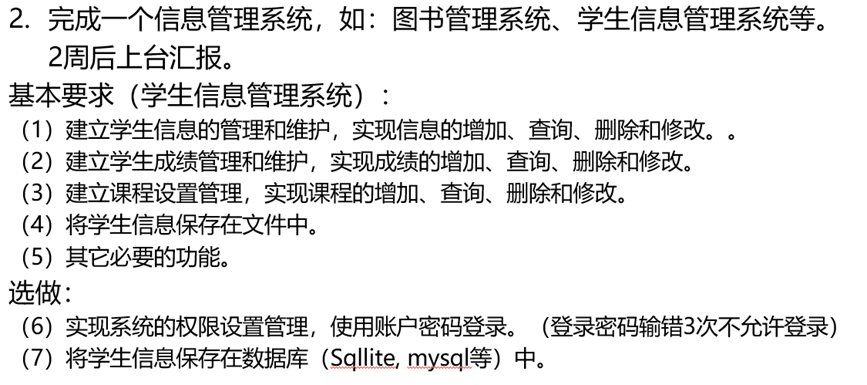 2. 完成一个信息管理系统，如：图书管理系统、学生信息管理系统等。
2周后上台汇报。
基本要求（学生信息管理系统）：
（1）建立学生信息的管理和维护，实现信息的增加、查询、删除和修改。。
（2）建立学生成绩管理和维护，实现成绩的增加、查询、删除和修改。
（3）建立课程设置管理，实现课程的增加、查询、删除和修改。
（4）将学生信息保存在文件中。
（5）其它必要的功能。
选做：
（6）实现系统的权限设置管理，使用账户密码登录。（登录密码输错3次不允许登录）
（7）将学生信息保存在数据库（Sqllite, mysql等）中。